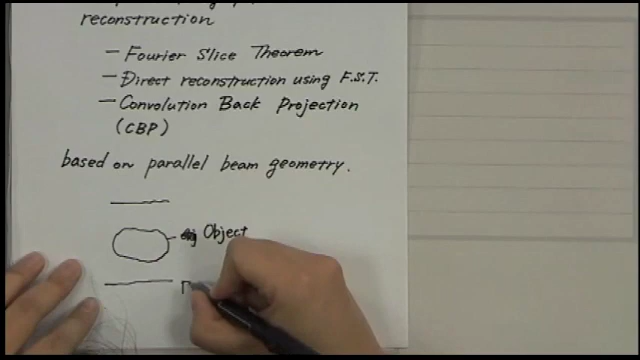 reconstruction
— Fourier Slice Theorem
— Direct reconstruction using F.S.T.
— Convolution Back Projection
(CBP)
based on parallel beam geometry.
Object